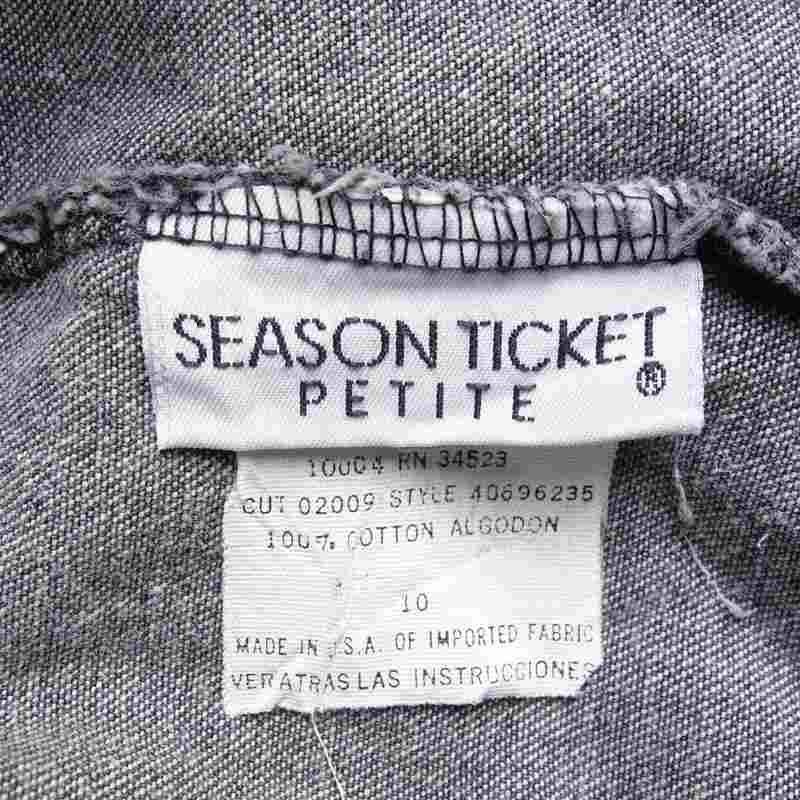 SEASON TICKET
PETITE ®
10004 RN 34523
CUT 02009 STYLE 40696235
100% COTTON ALGODON
10
MADE IN U.S.A. OF IMPORTED FABRIC
VER ATRAS LAS INSTRUCCIONES